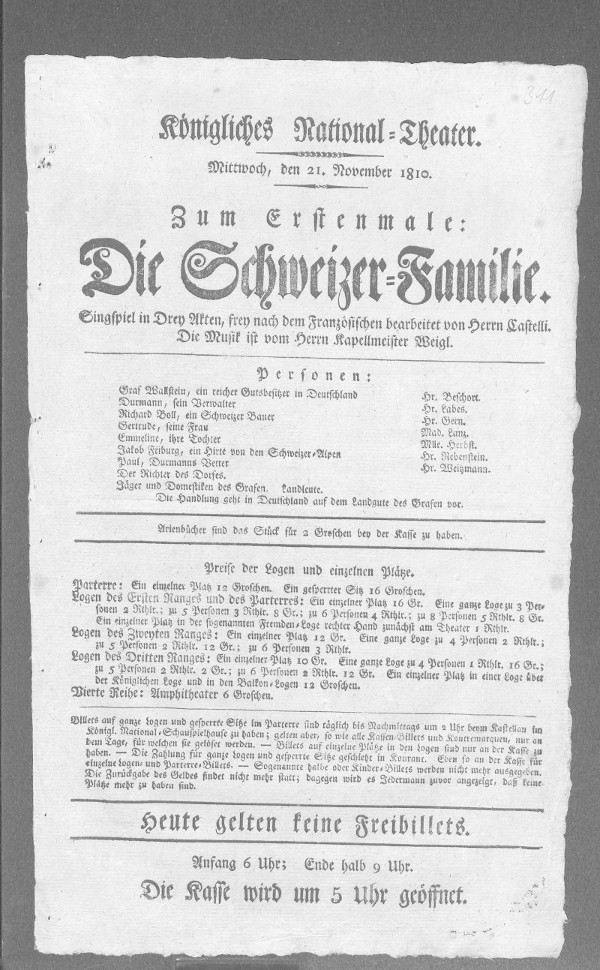 311
Königliches National-Theater.
Mittwoch, den 21. November 1810.
Zum Erstenmale:
Die Schweizer-Familie.
Singspiel in Drey Akten, frey nach dem Französischen bearbeitet von Herrn Castelli.
Die Musik ist vom Herrn Kapellmeister Weigl.
Personen:
Graf Wallstein, ein reicher Gutsbesitzer in Deutschland Hr. Beschort.
Durmann, sein Verwalter Hr. Labes.
Richard Boll, ein Schweizer Bauer Hr. Gern.
Gertrude, seine Frau Mad. Lanz.
Emmeline, ihre Tochter Mlle. Herbst.
Jakob Friburg, ein Hirte von den Schweizer-Alpen Hr. Rebenstein.
Paul, Durmanns Vetter Hr. Weitzmann.
Der Richter des Dorfes.
Jäger und Domestiken des Grafen. Landleute.
Die Handlung geht in Deutschland auf dem Landgute des Grafen vor.
Arienbücher sind das Stück für 2 Groschen bey der Kasse zu haben.
Preise der Logen und einzelnen Plätze.
Parterre: Ein einzelner Platz 12 Groschen. Ein gesperrter Sitz 16 Groschen.
Logen des Ersten Ranges und des Parterres: Ein einzelner Platz 16 Gr. Eine ganze Loge zu 3 Per-
sonen 2 Rthlr.; zu 5 Personen 3 Rthlr. 8 Gr.; zu 6 Personen 4 Rthlr.; zu 8 Personen 5 Rthlr. 8 Gr.
Ein einzelner Platz in der sogenannten Fremden-Loge rechter Hand zunächst am Theater 1 Rthlr.
Logen des Zweyten Ranges: Ein einzelner Platz 12 Gr. Eine ganze Loge zu 4 Personen 2 Rthlr.;
zu 5 Personen 2 Rthlr. 12 Gr.; zu 6 Personen 3 Rthlr.
Logen des Dritten Ranges: Ein einzelner Platz 10 Gr. Eine ganze Loge zu 4 Personen 1 Rthlr. 16 Gr.;
zu 5 Personen 2 Rthlr. 2 Gr.; zu 6 Personen 2 Rthlr. 12 Gr. Ein einzelner Platz in einer Loge über
der Königlichen Loge und in den Balkon-Logen 12 Groschen.
Vierte Reihe: Amphitheater 6 Groschen.
Billets auf ganze Logen und gesperrte Sitze im Parterre sind täglich bis Nachmittags um 2 Uhr beym Kastellan im
Königl. National-Schauspielhause zu haben; gelten aber, so wie alle Kassen-Billets und Kontremarquen, nur an
dem Tage, für welchen sie gelöset werden. — Billets auf einzelne Plätze in den Logen sind nur an der Kasse zu
haben. — Die Zahlung für ganze Logen und gesperrte Sitze geschieht in Kourant. Eben so an der Kasse für
einzelne Logen- und Parterre-Billets. — Sogenannte halbe oder Kinder-Billets werden nicht mehr ausgegeben.
Die Zurückgabe des Geldes findet nicht mehr statt; dagegen wird es Jedermann zuvor angezeigt, daß keine
Plätze mehr zu haben sind.
Heute gelten keine Freibillets.
Anfang 6 Uhr; Ende halb 9 Uhr.
Die Kasse wird um 5 Uhr geöffnet.